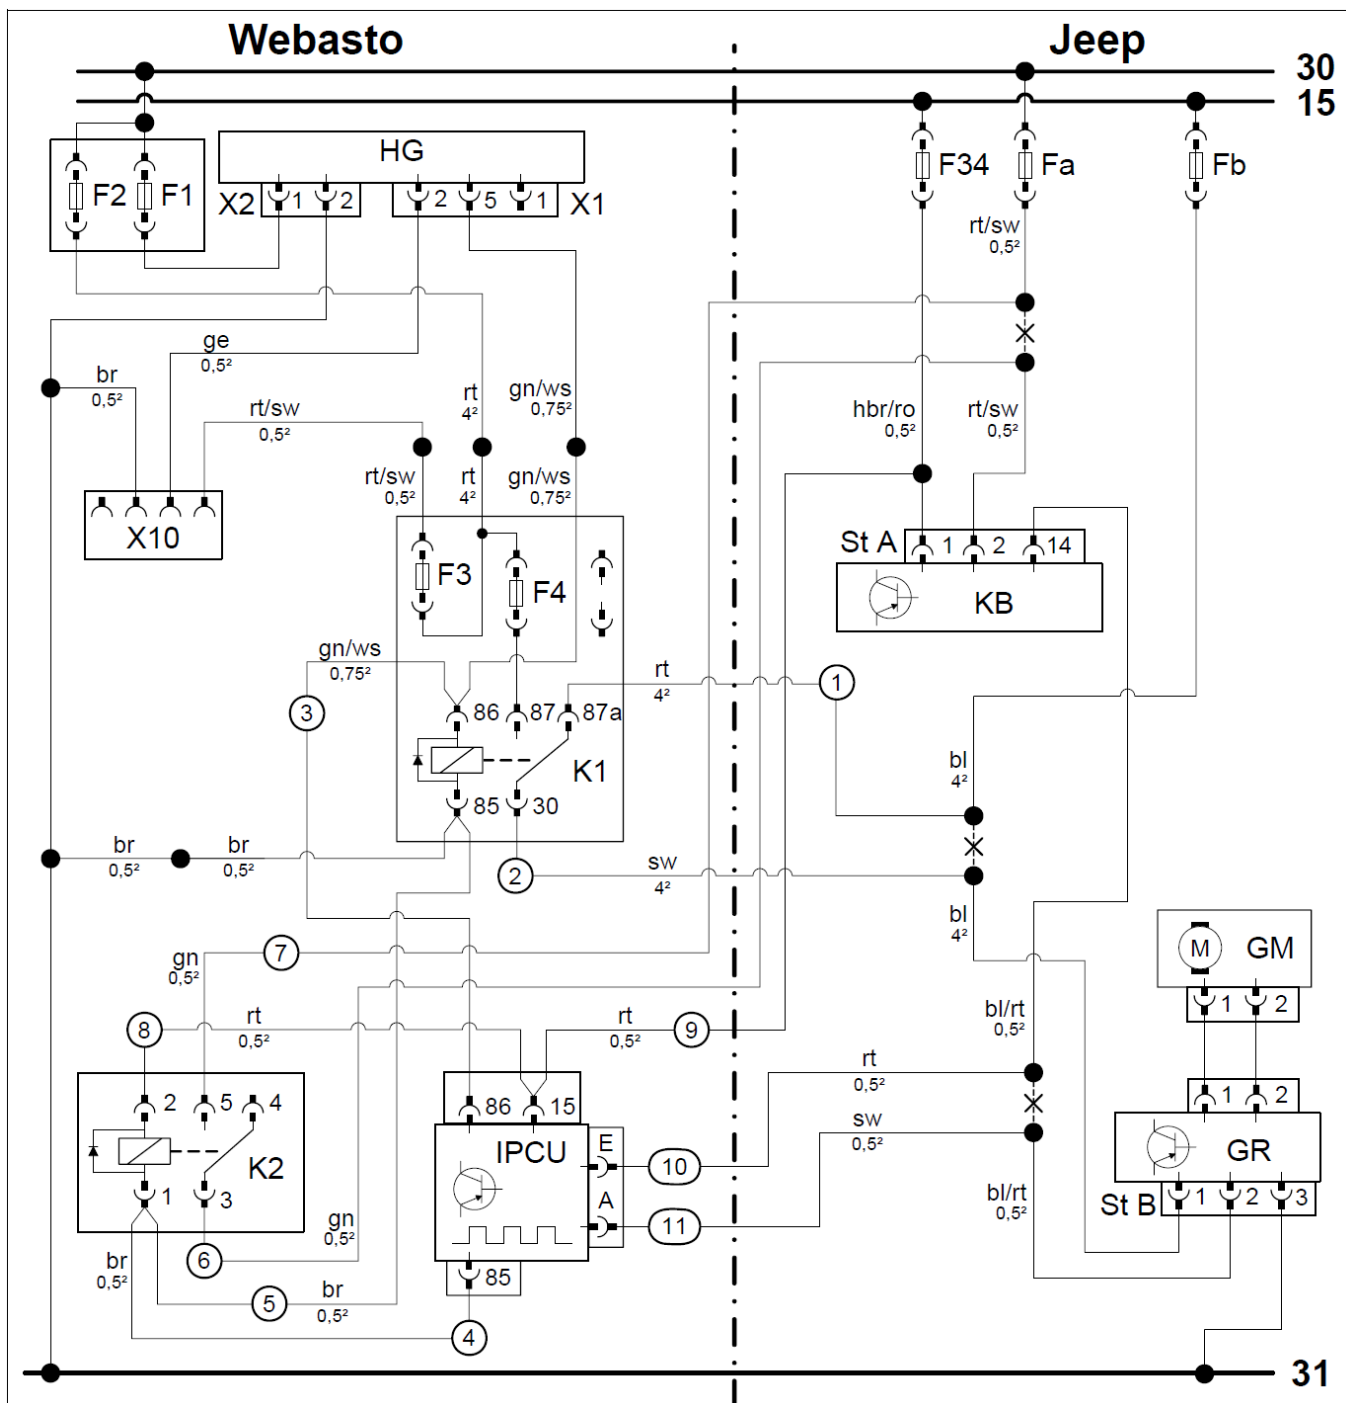 Webasto
Jeep
30
15
HG
F2
F1
X2
1
2
2
5
1
X1
F34
Fa
Fb
rt/sw
0,5²
ge
0,5²
br
0,5²
rt/sw
0,5²
rt
4²
gn/ws
0,75²
hbr/ro
0,5²
rt/sw
0,5²
rt/sw
0,5²
rt
4²
gn/ws
0,75²
X10
St A
1
2
14
F3
F4
KB
gn/ws
0,75²
rt
4²
1
3
86
87
87a
K1
bl
4²
85
30
br
0,5²
br
0,5²
2
sw
4²
bl
4²
gn
0,5²
7
M
GM
1
2
8
rt
0,5²
rt
0,5²
9
bl/rt
0,5²
rt
0,5²
2
5
4
86
15
1
2
sw
0,5²
IPCU
E
10
K2
GR
1
3
A
11
bl/rt
0,5²
St B
1
2
3
gn
0,5²
6
br
0,5²
85
5
br
0,5²
4
31